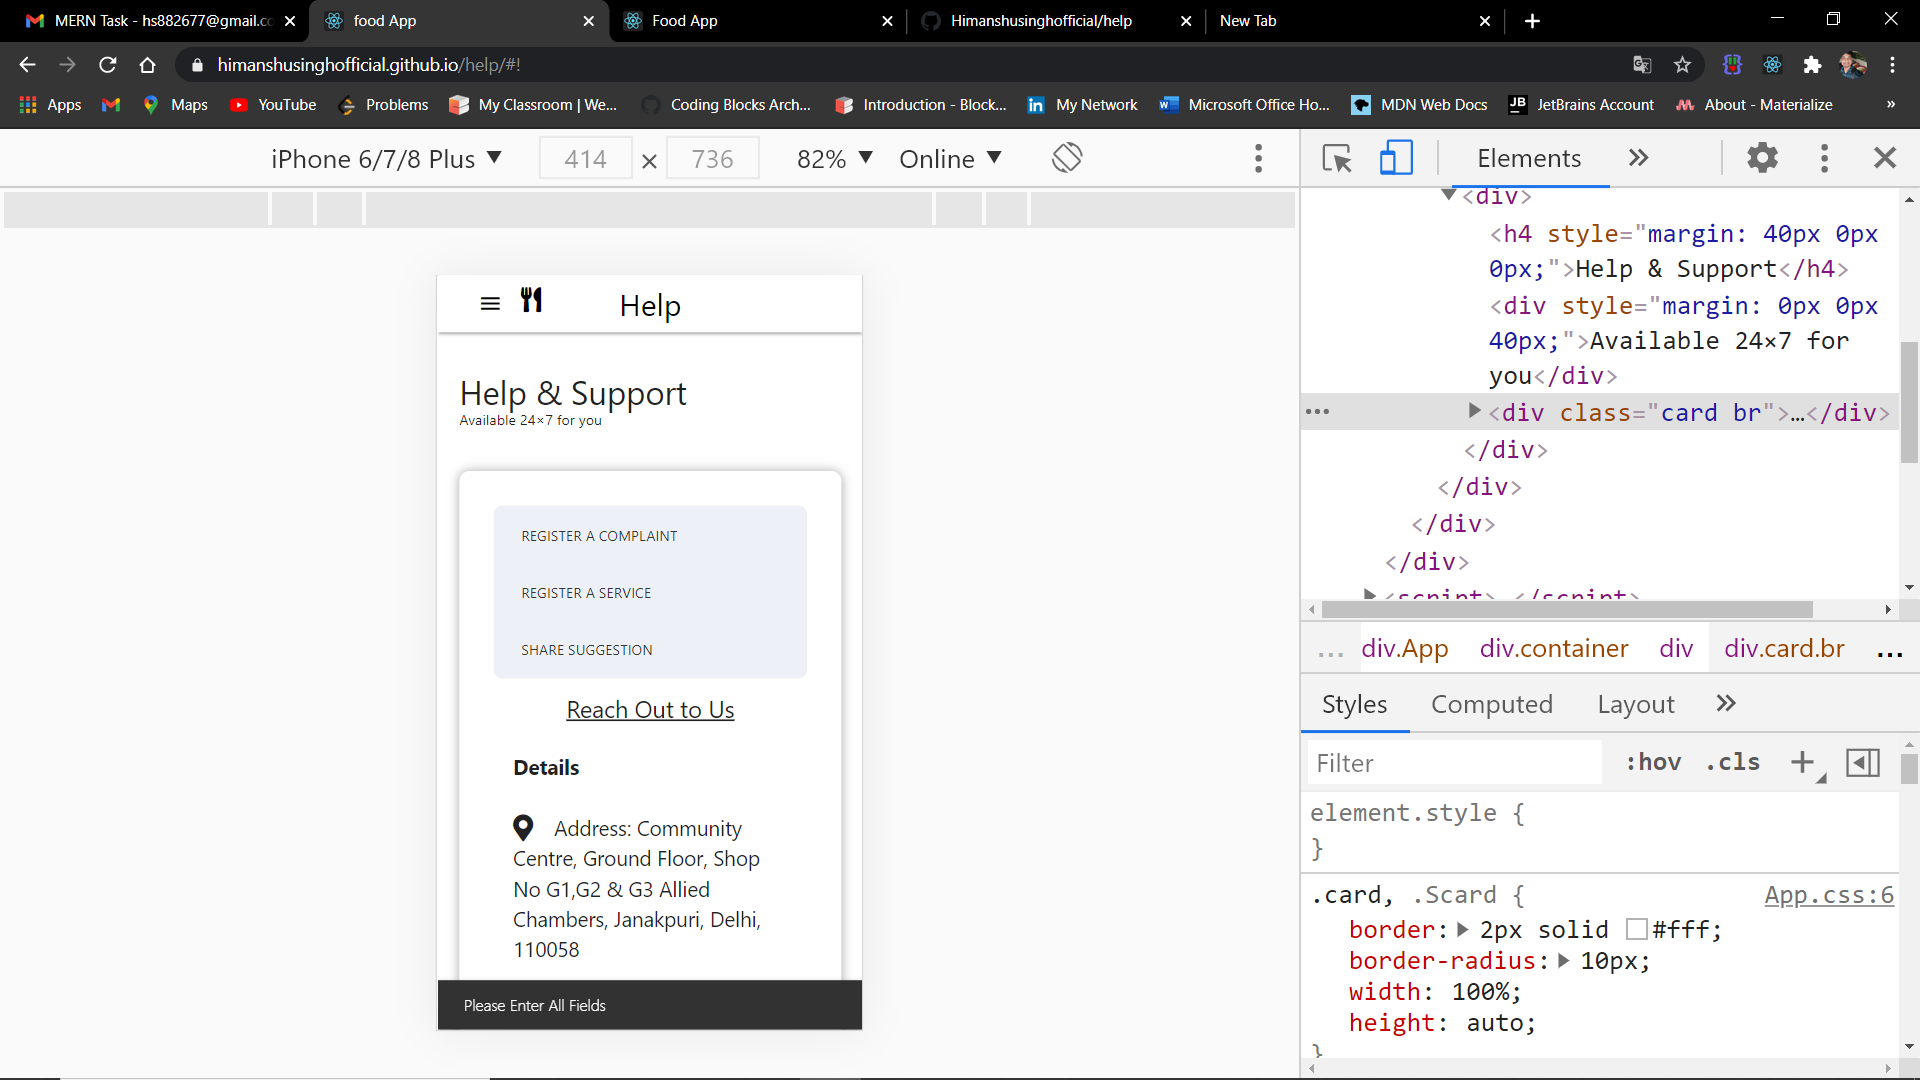 MERN Task - hs882677@gmail.co
food App
Food App
Himanshusinghofficial/help
New Tab
himanshusinghofficial.github.io/help/#!
Apps
Maps
YouTube
Problems
My Classroom | We...
Coding Blocks Arch...
Introduction - Block...
My Network
Microsoft Office Ho...
MDN Web Docs
JB
JetBrains Account
About - Materialize
»
iPhone 6/7/8 Plus
414 × 736
82%
Online
Elements
<div>
<h4 style="margin: 40px 0px
0px;">Help & Support</h4>
<div style="margin: 0px 0px
40px;">Available 24×7 for
you</div>
<div class="card br">…</div>
</div>
</div>
</div>
</div>
<script>…</script>
... div.App div.container div div.card.br ...
Styles
Computed
Layout
Filter
:hov .cls
element.style {
}
.card, .Scard { App.css:6
border: 2px solid #fff;
border-radius: 10px;
width: 100%;
height: auto;
}
Help
Help & Support
Available 24×7 for you
REGISTER A COMPLAINT
REGISTER A SERVICE
SHARE SUGGESTION
Reach Out to Us
Details
Address: Community
Centre, Ground Floor, Shop
No G1,G2 & G3 Allied
Chambers, Janakpuri, Delhi,
110058
Please Enter All Fields